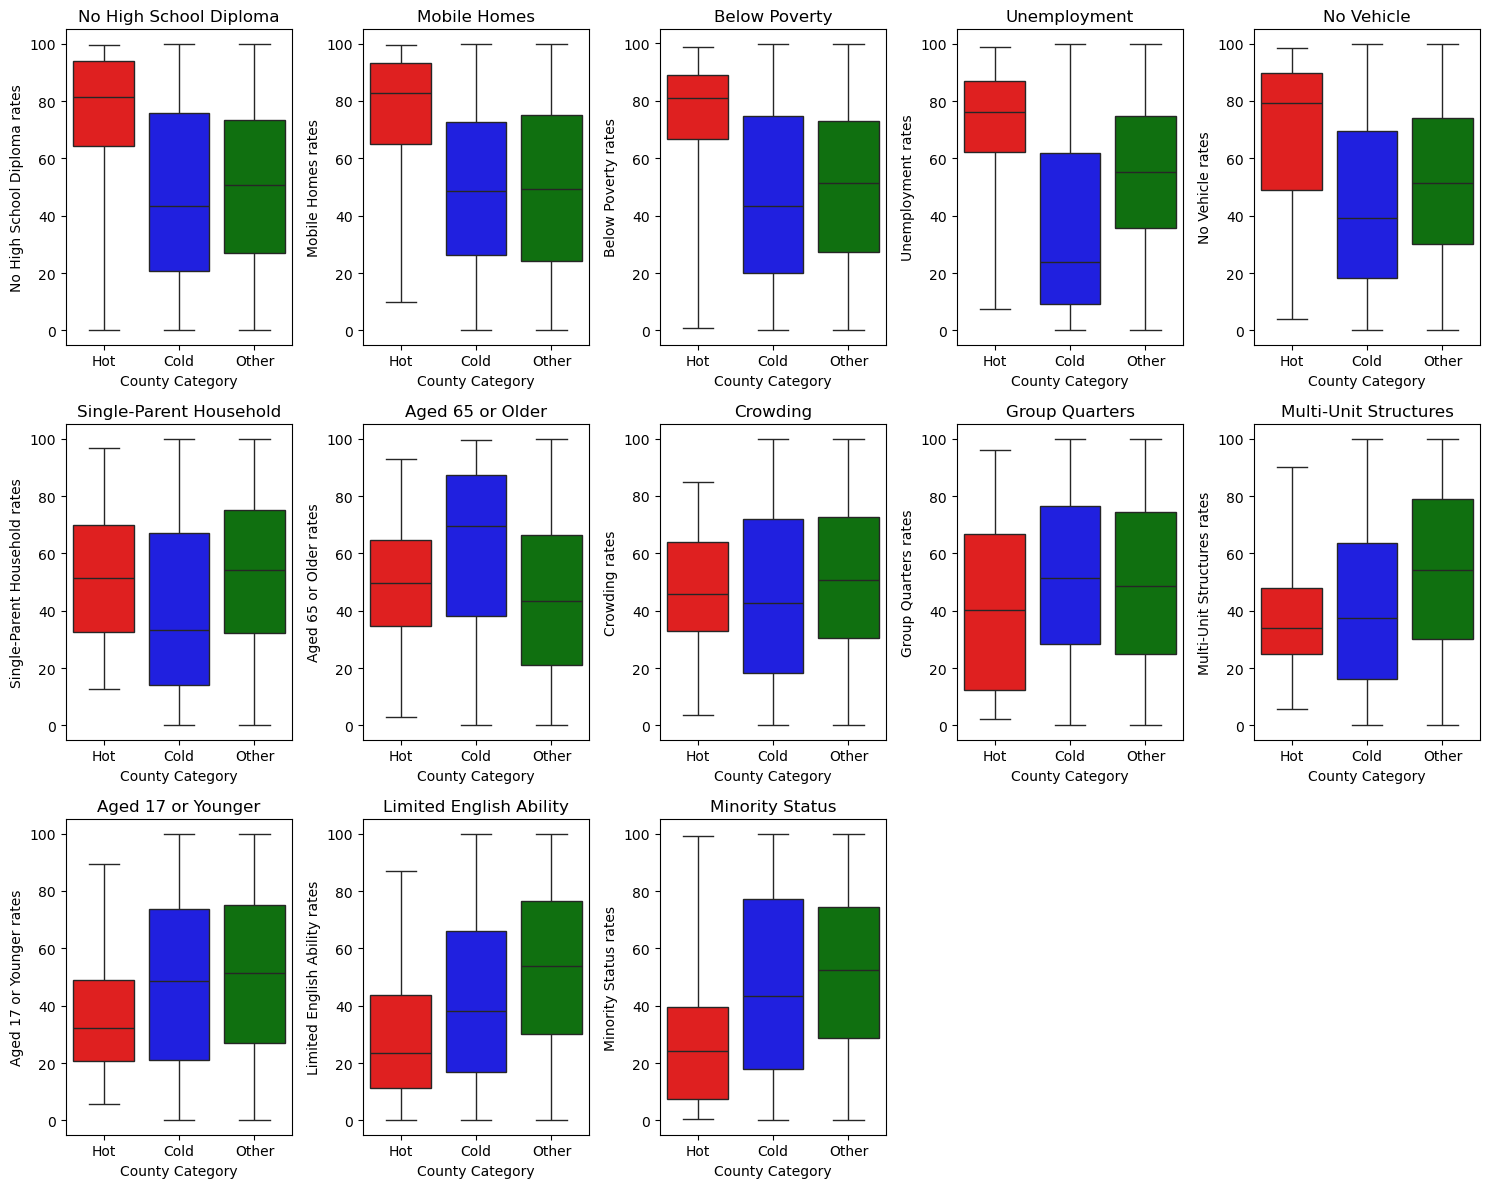 No High School Diploma
Mobile Homes
Below Poverty
Unemployment
No Vehicle
No High School Diploma rates
100
80
60
40
20
0
Hot Cold Other
County Category
Mobile Homes rates
100
80
60
40
20
0
Hot Cold Other
County Category
Below Poverty rates
100
80
60
40
20
0
Hot Cold Other
County Category
Unemployment rates
100
80
60
40
20
0
Hot Cold Other
County Category
No Vehicle rates
100
80
60
40
20
0
Hot Cold Other
County Category
Single-Parent Household
Aged 65 or Older
Crowding
Group Quarters
Multi-Unit Structures
Single-Parent Household rates
100
80
60
40
20
0
Hot Cold Other
County Category
Aged 65 or Older rates
100
80
60
40
20
0
Hot Cold Other
County Category
Crowding rates
100
80
60
40
20
0
Hot Cold Other
County Category
Group Quarters rates
100
80
60
40
20
0
Hot Cold Other
County Category
Multi-Unit Structures rates
100
80
60
40
20
0
Hot Cold Other
County Category
Aged 17 or Younger
Limited English Ability
Minority Status
Aged 17 or Younger rates
100
80
60
40
20
0
Hot Cold Other
County Category
Limited English Ability rates
100
80
60
40
20
0
Hot Cold Other
County Category
Minority Status rates
100
80
60
40
20
0
Hot Cold Other
County Category